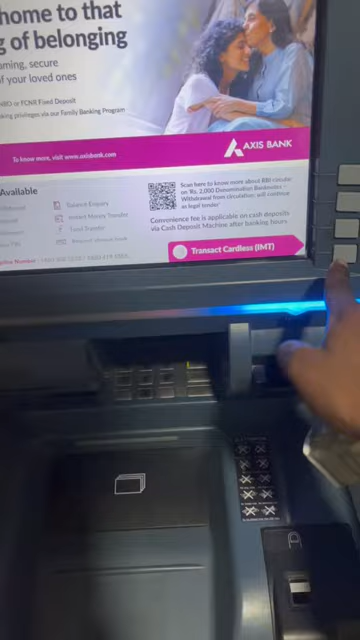 home to that
g of belonging
oming, secure
of your loved ones
NRO or FCNR Fixed Deposit
king privileges via our Family Banking Program
To know more, visit www.axisbank.com
AXIS BANK
Available
Balance Enquiry
Instant Money Transfer
Fund Transfer
Request cheque book
Scan here to know more about RBI circular
on 'Rs. 2,000 Denomination Banknotes -
Withdrawal from circulation; will continue
as legal tender'
Convenience fee is applicable on cash deposits
via Cash Deposit Machine after banking hours
Transact Cardless (IMT)